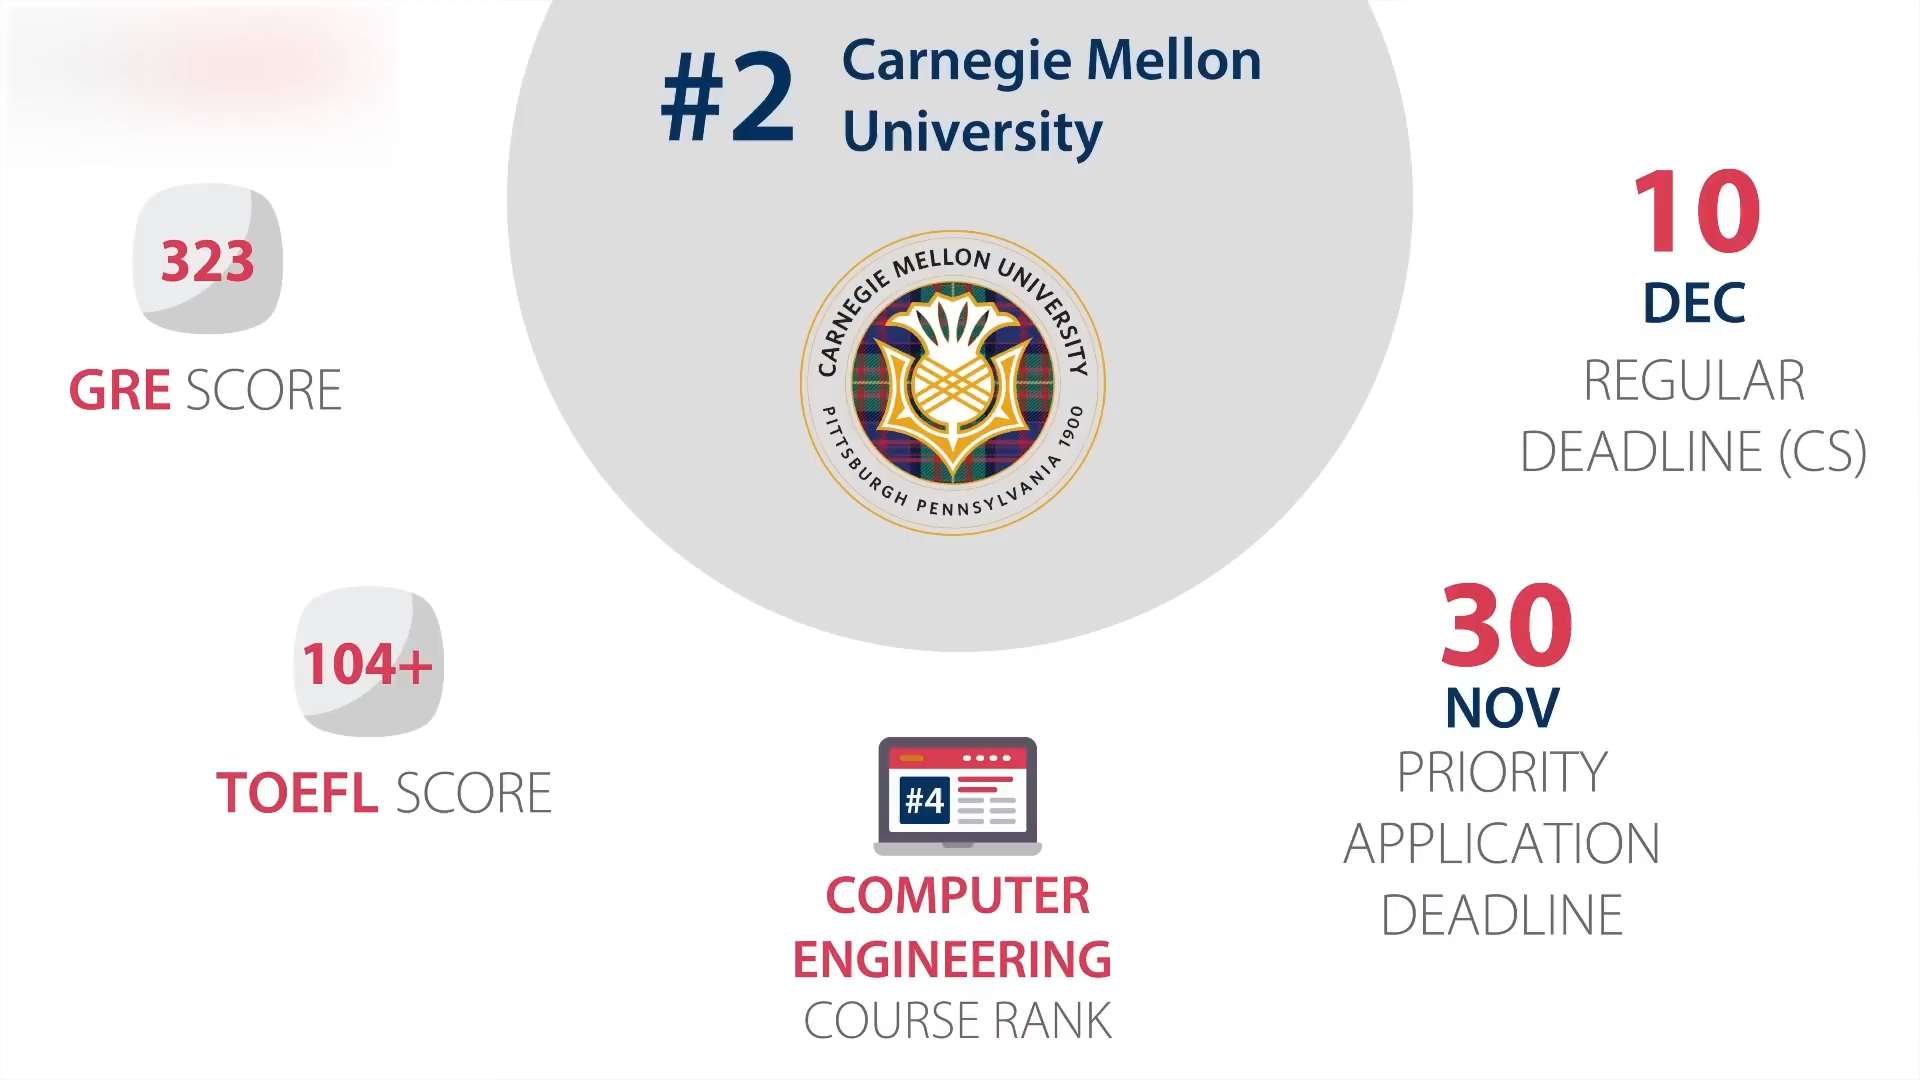 #2
Carnegie Mellon
University
CARNEGIE MELLON UNIVERSITY
PITTSBURGH PENNSYLVANIA 1900
323
GRE SCORE
104+
TOEFL SCORE
#4
COMPUTER
ENGINEERING
COURSE RANK
10
DEC
REGULAR
DEADLINE (CS)
30
NOV
PRIORITY
APPLICATION
DEADLINE